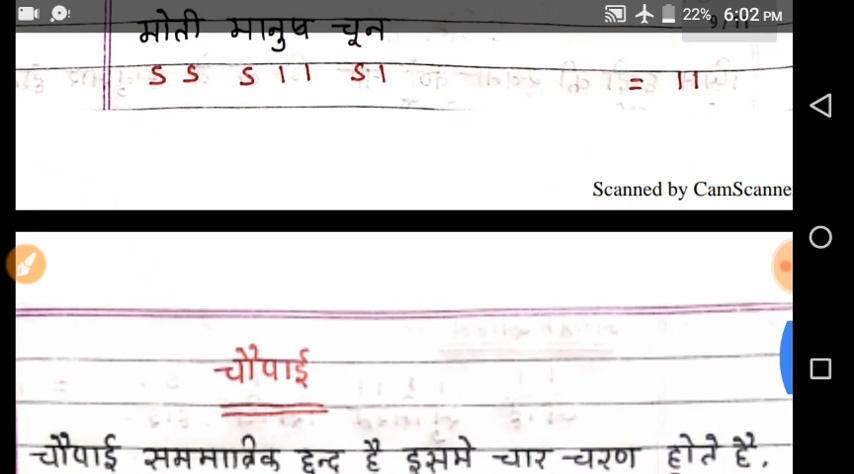 22% 6:02 PM
मोती मानुष चून
S S S I I S I = 11
Scanned by CamScanne
चौपाई
चौपाई सममात्रिक छन्द है इसमे चार चरण होते है,